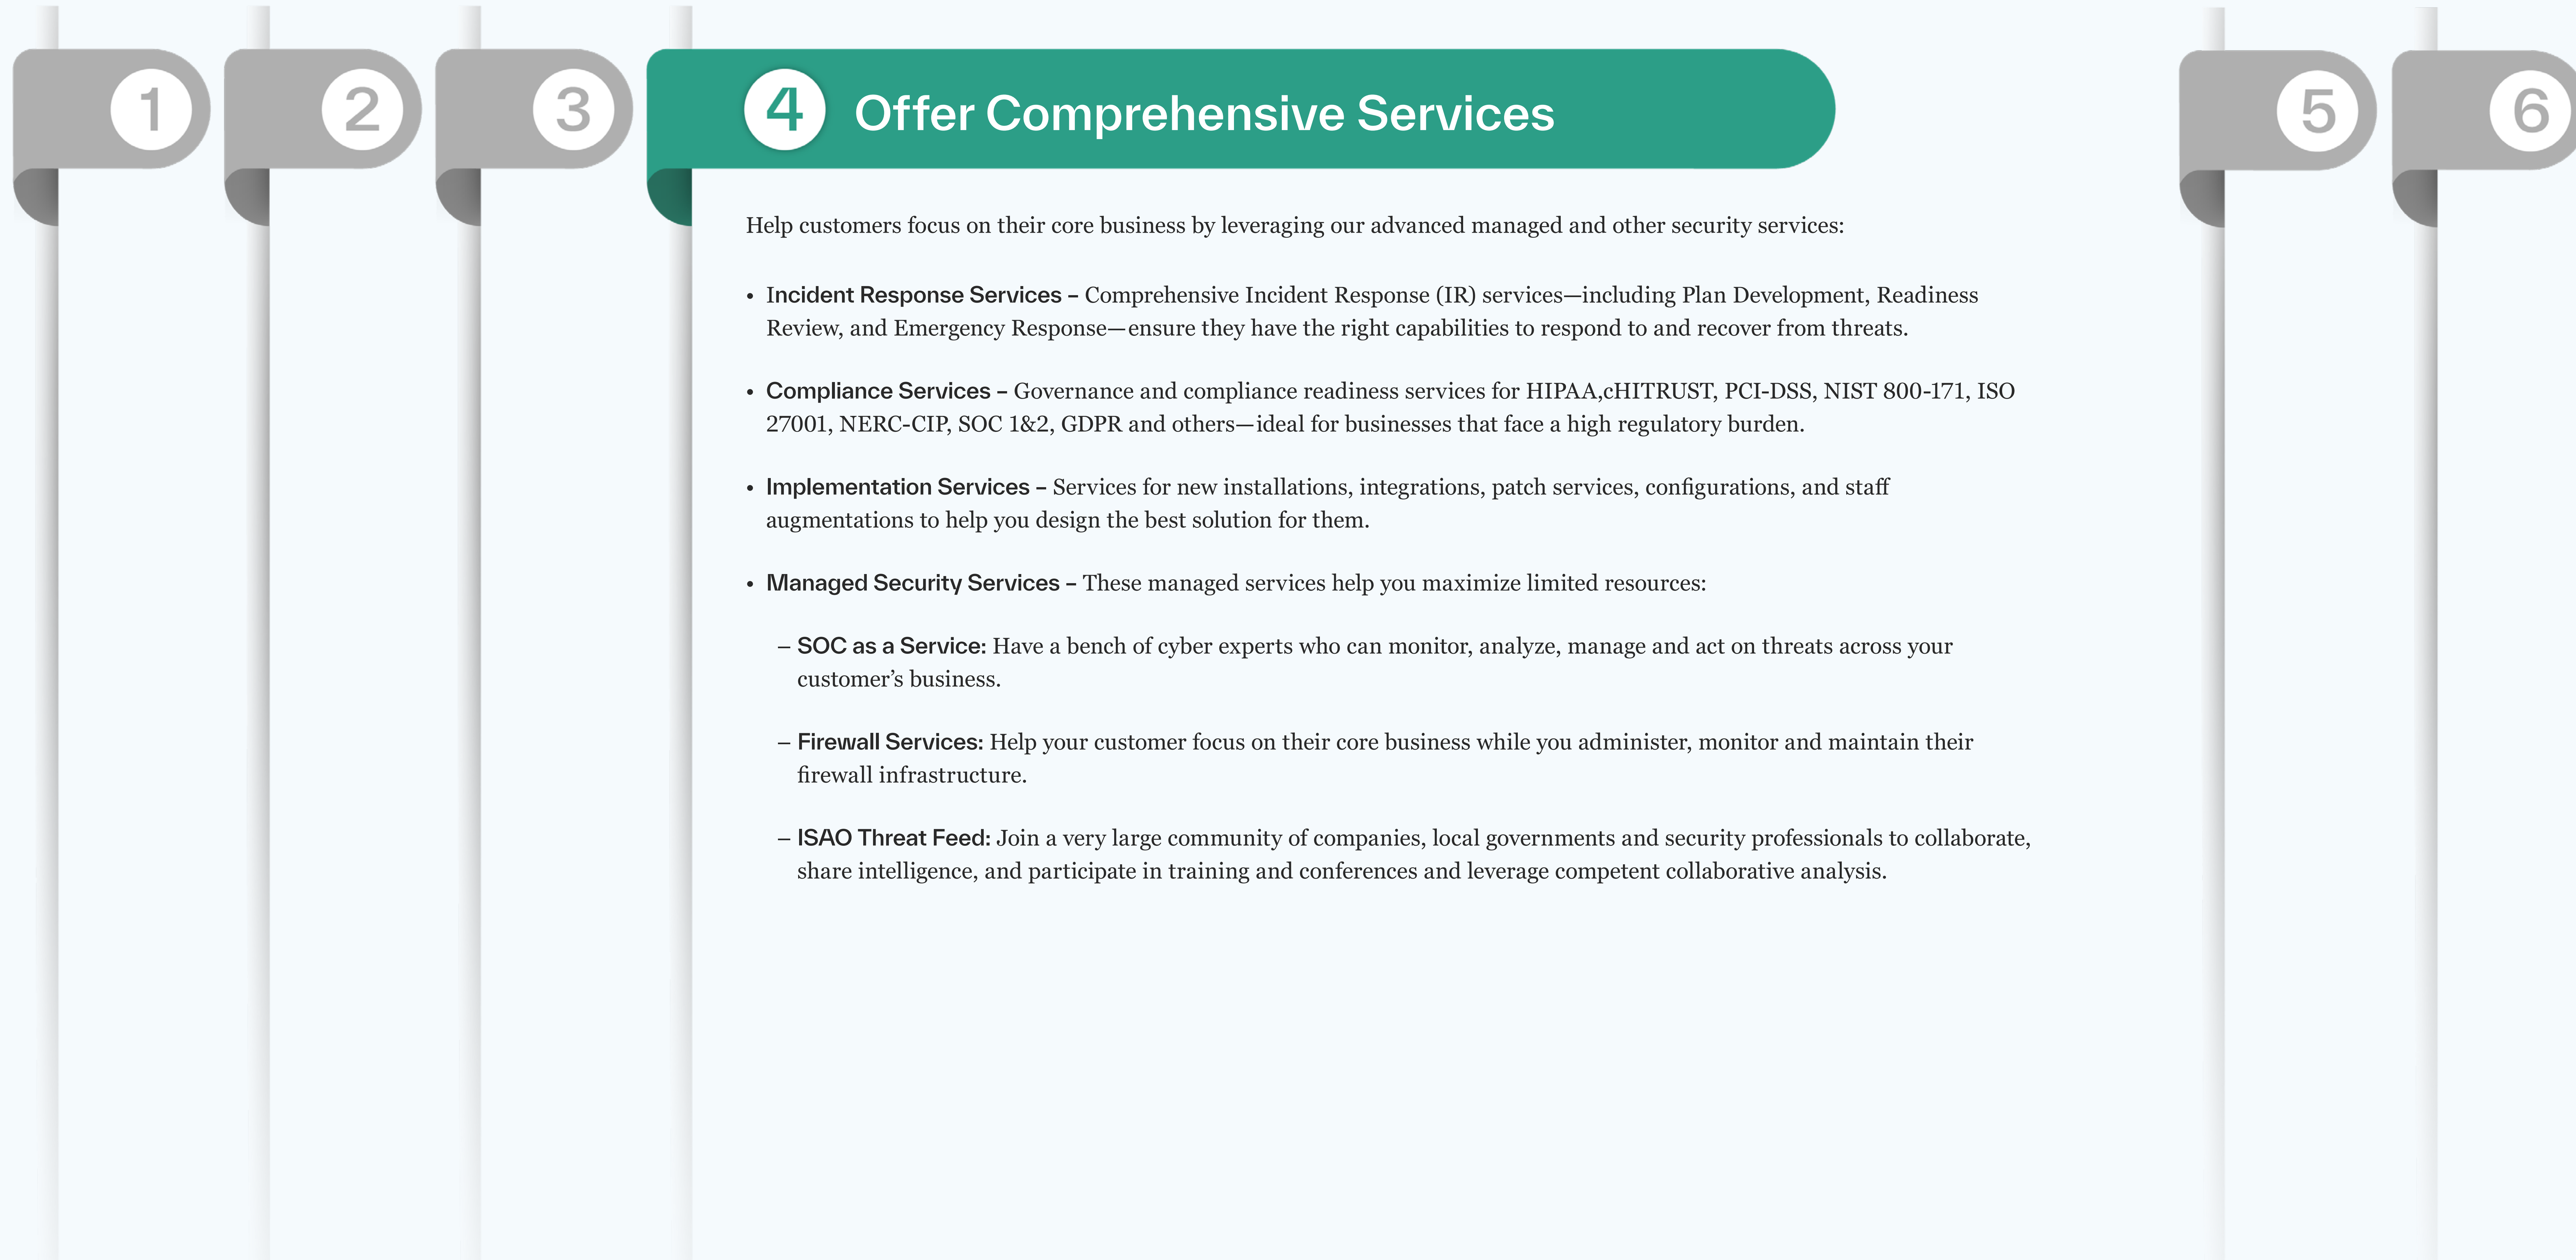 1
2
3
4 Offer Comprehensive Services
5
6
Help customers focus on their core business by leveraging our advanced managed and other security services:
• Incident Response Services – Comprehensive Incident Response (IR) services—including Plan Development, Readiness
Review, and Emergency Response—ensure they have the right capabilities to respond to and recover from threats.
• Compliance Services – Governance and compliance readiness services for HIPAA,cHITRUST, PCI-DSS, NIST 800-171, ISO
27001, NERC-CIP, SOC 1&2, GDPR and others—ideal for businesses that face a high regulatory burden.
• Implementation Services – Services for new installations, integrations, patch services, configurations, and staff
augmentations to help you design the best solution for them.
• Managed Security Services – These managed services help you maximize limited resources:
– SOC as a Service: Have a bench of cyber experts who can monitor, analyze, manage and act on threats across your
customer’s business.
– Firewall Services: Help your customer focus on their core business while you administer, monitor and maintain their
firewall infrastructure.
– ISAO Threat Feed: Join a very large community of companies, local governments and security professionals to collaborate,
share intelligence, and participate in training and conferences and leverage competent collaborative analysis.